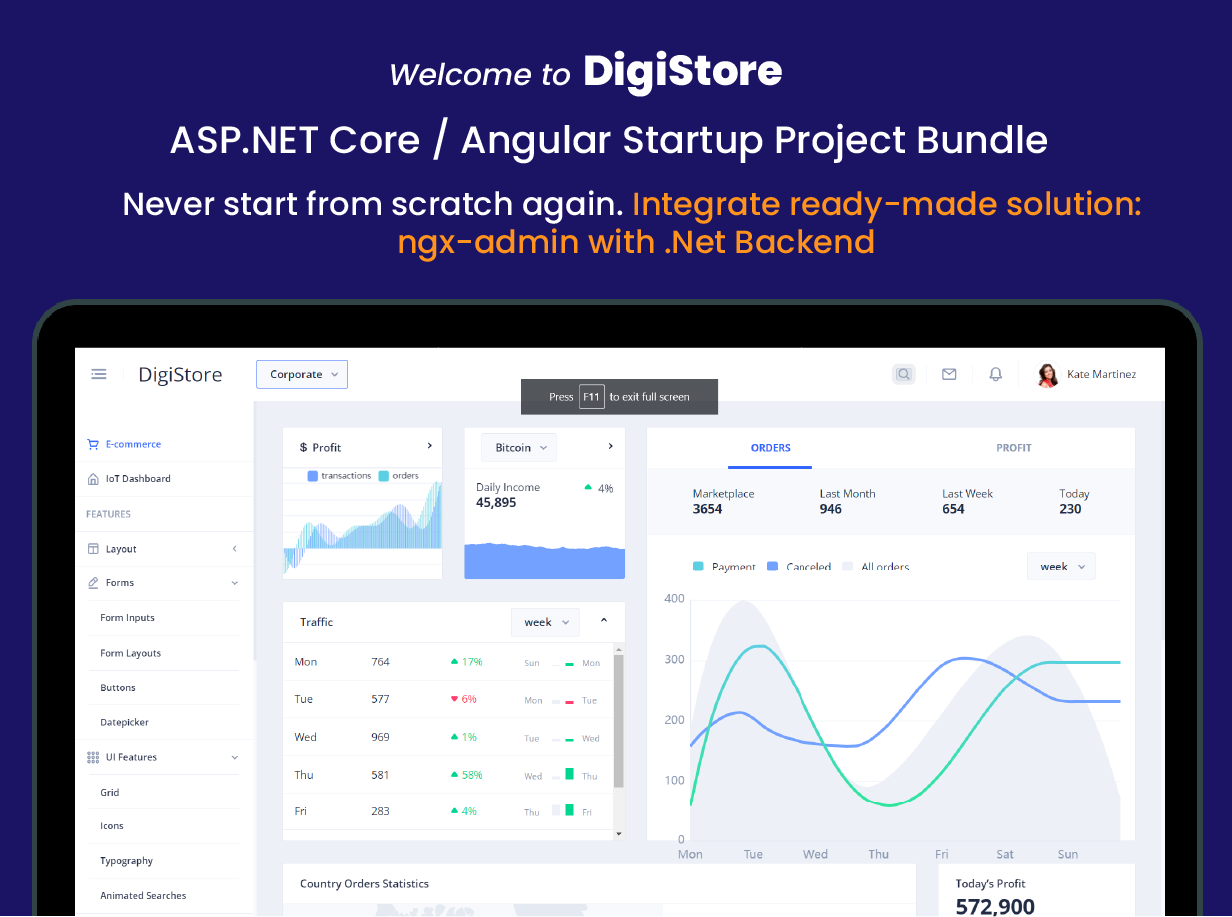 Welcome to DigiStore
ASP.NET Core / Angular Startup Project Bundle
Never start from scratch again. Integrate ready-made solution:
ngx-admin with .Net Backend
DigiStore
Corporate
Kate Martinez
Press F11 to exit full screen
E-commerce
IoT Dashboard
FEATURES
Layout
Forms
Form Inputs
Form Layouts
Buttons
Datepicker
UI Features
Grid
Icons
Typography
Animated Searches
$ Profit
transactions orders
Bitcoin
Daily Income
45,895
4%
ORDERS PROFIT
Marketplace Last Month Last Week Today
3654 946 654 230
Payment Canceled All orders
week
400
300
200
100
0
Mon Tue Wed Thu Fri Sat Sun
Traffic week
Mon 764 17% Sun Mon
Tue 577 6% Mon Tue
Wed 969 1% Tue Wed
Thu 581 58% Wed Thu
Fri 283 4% Thu Fri
Country Orders Statistics
Today's Profit
572,900